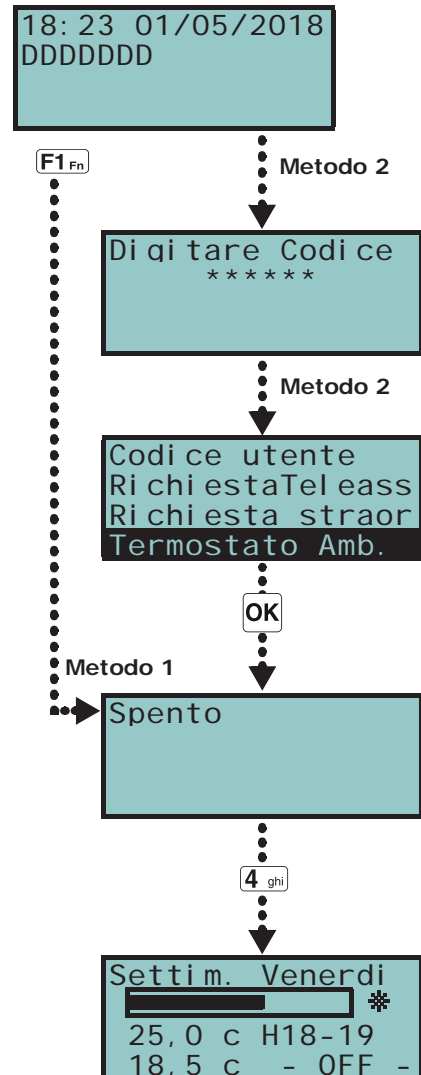 18:23 01/05/2018
DDDDDDD
F1 Fn
Metodo 2
Digitare Codice
******
Metodo 2
Codice utente
RichiestaTeleass
Richiesta straor
Termostato Amb.
OK
Metodo 1
Spento
4 ghi
Settim. Venerdi
25,0 c H18-19
18,5 c - OFF -